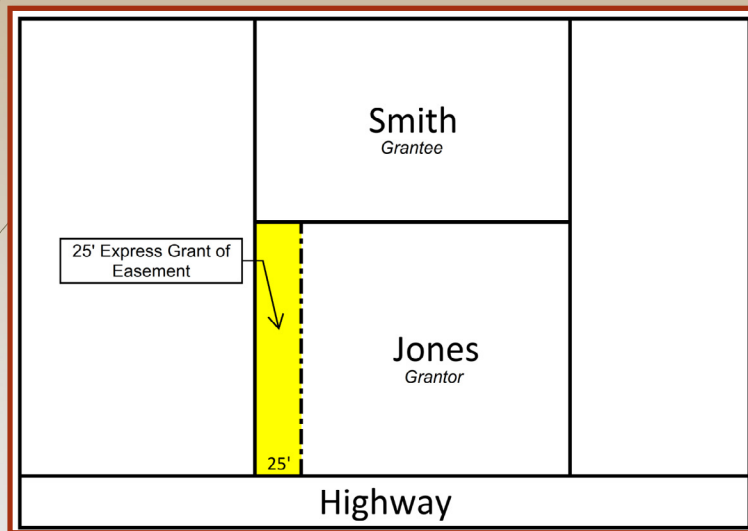 Smith
Grantee
25' Express Grant of
Easement
Jones
Grantor
25'
Highway